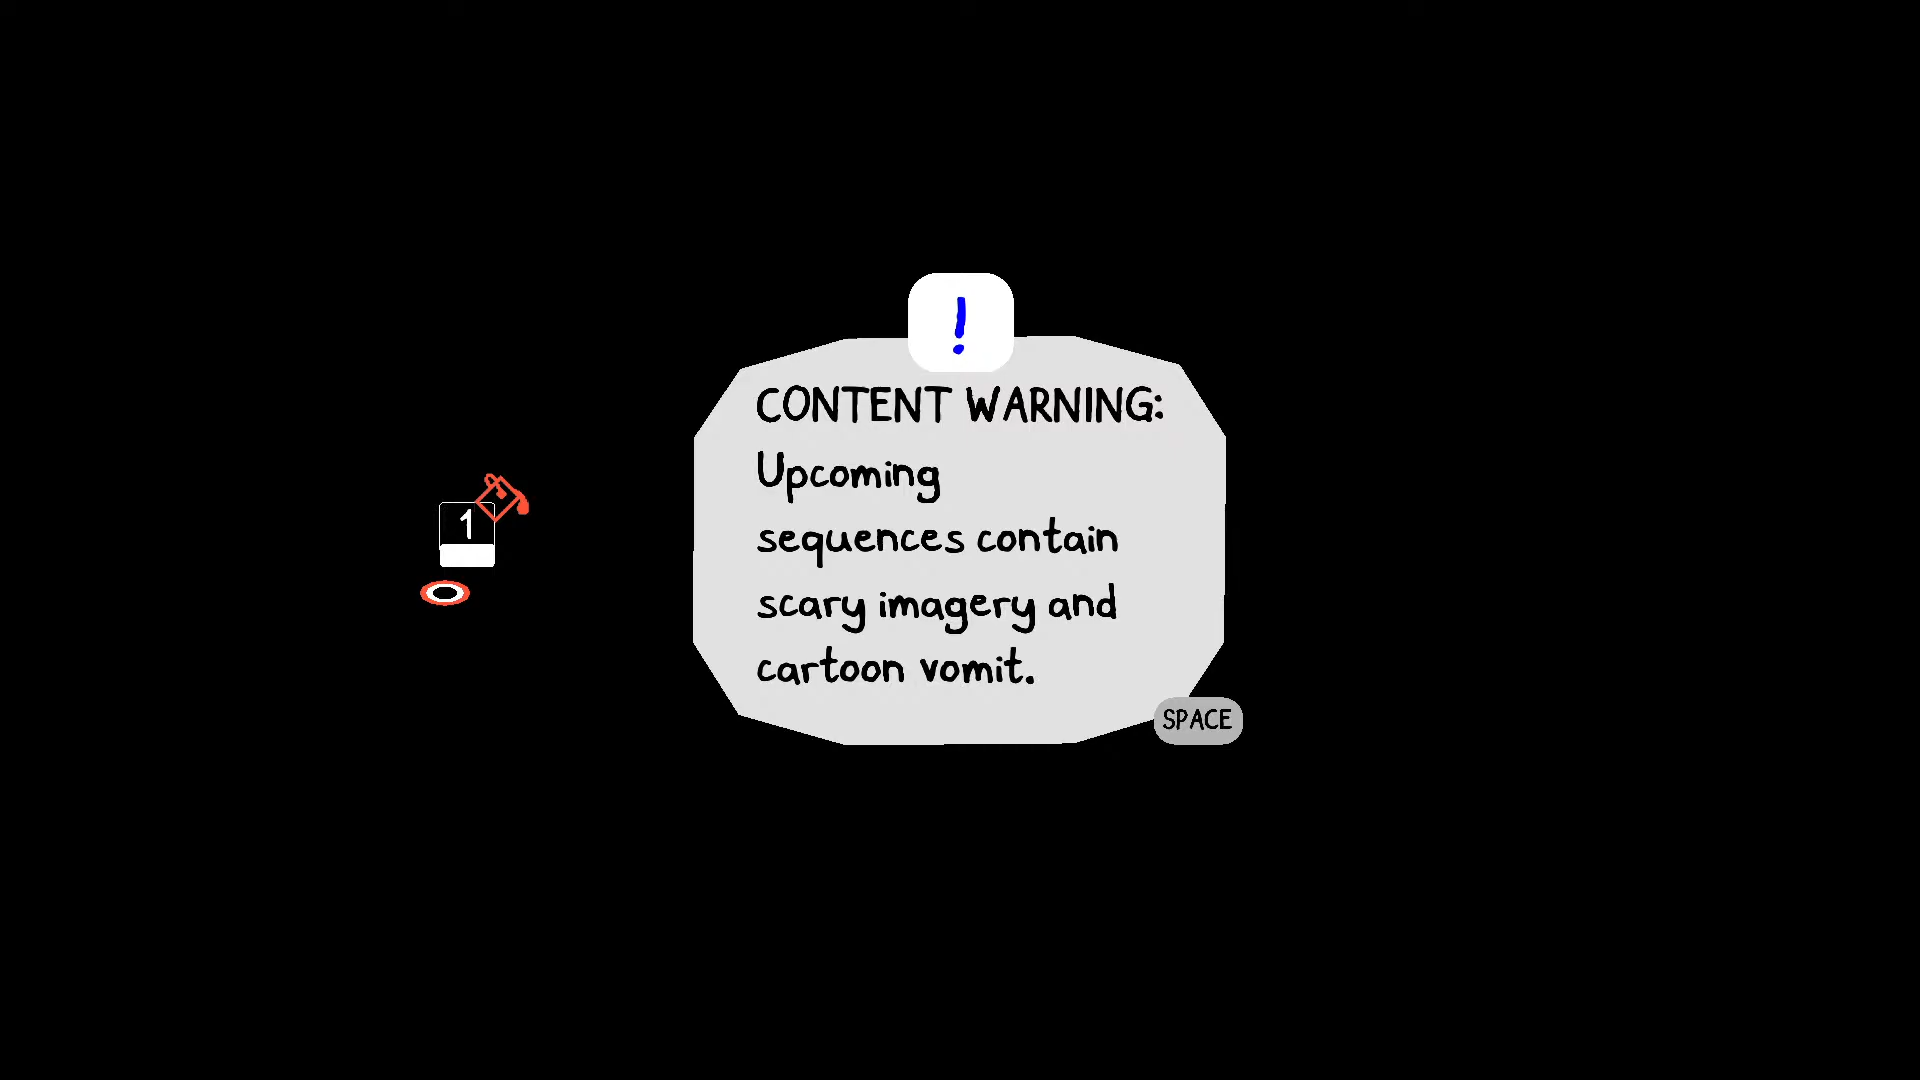 !
CONTENT WARNING:
Upcoming
sequences contain
scary imagery and
cartoon vomit.
SPACE
1